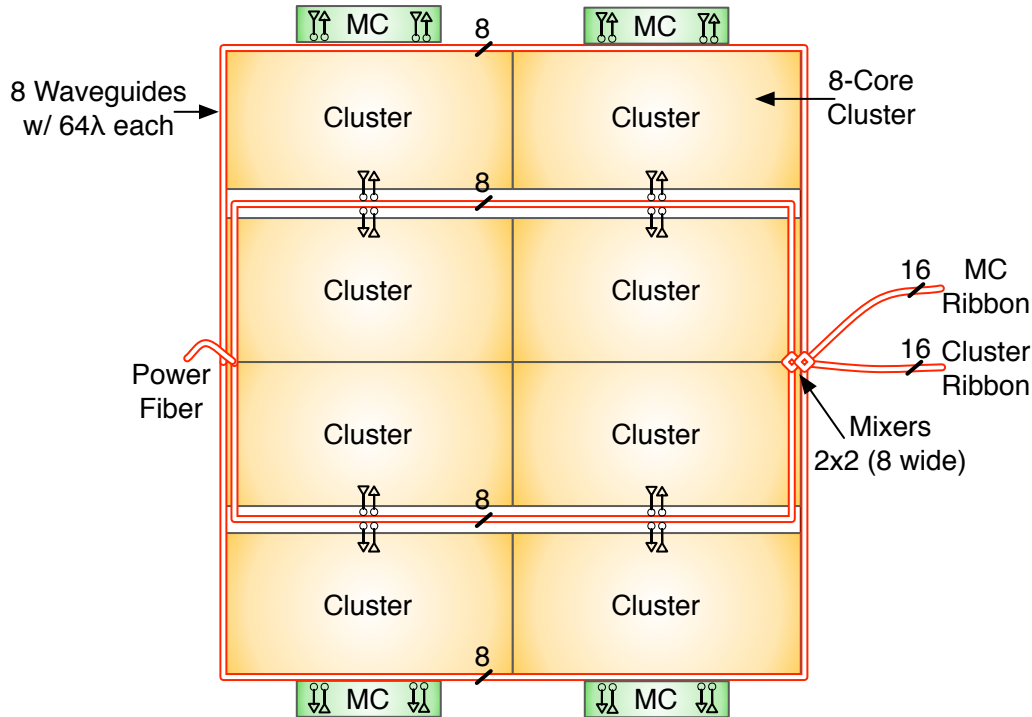 MC
MC
8
8 Waveguides
w/ 64λ each
Cluster
Cluster
8-Core
Cluster
8
Cluster
Cluster
16
MC
Ribbon
16
Cluster
Ribbon
Power
Fiber
Mixers
2x2 (8 wide)
Cluster
Cluster
8
Cluster
Cluster
8
MC
MC